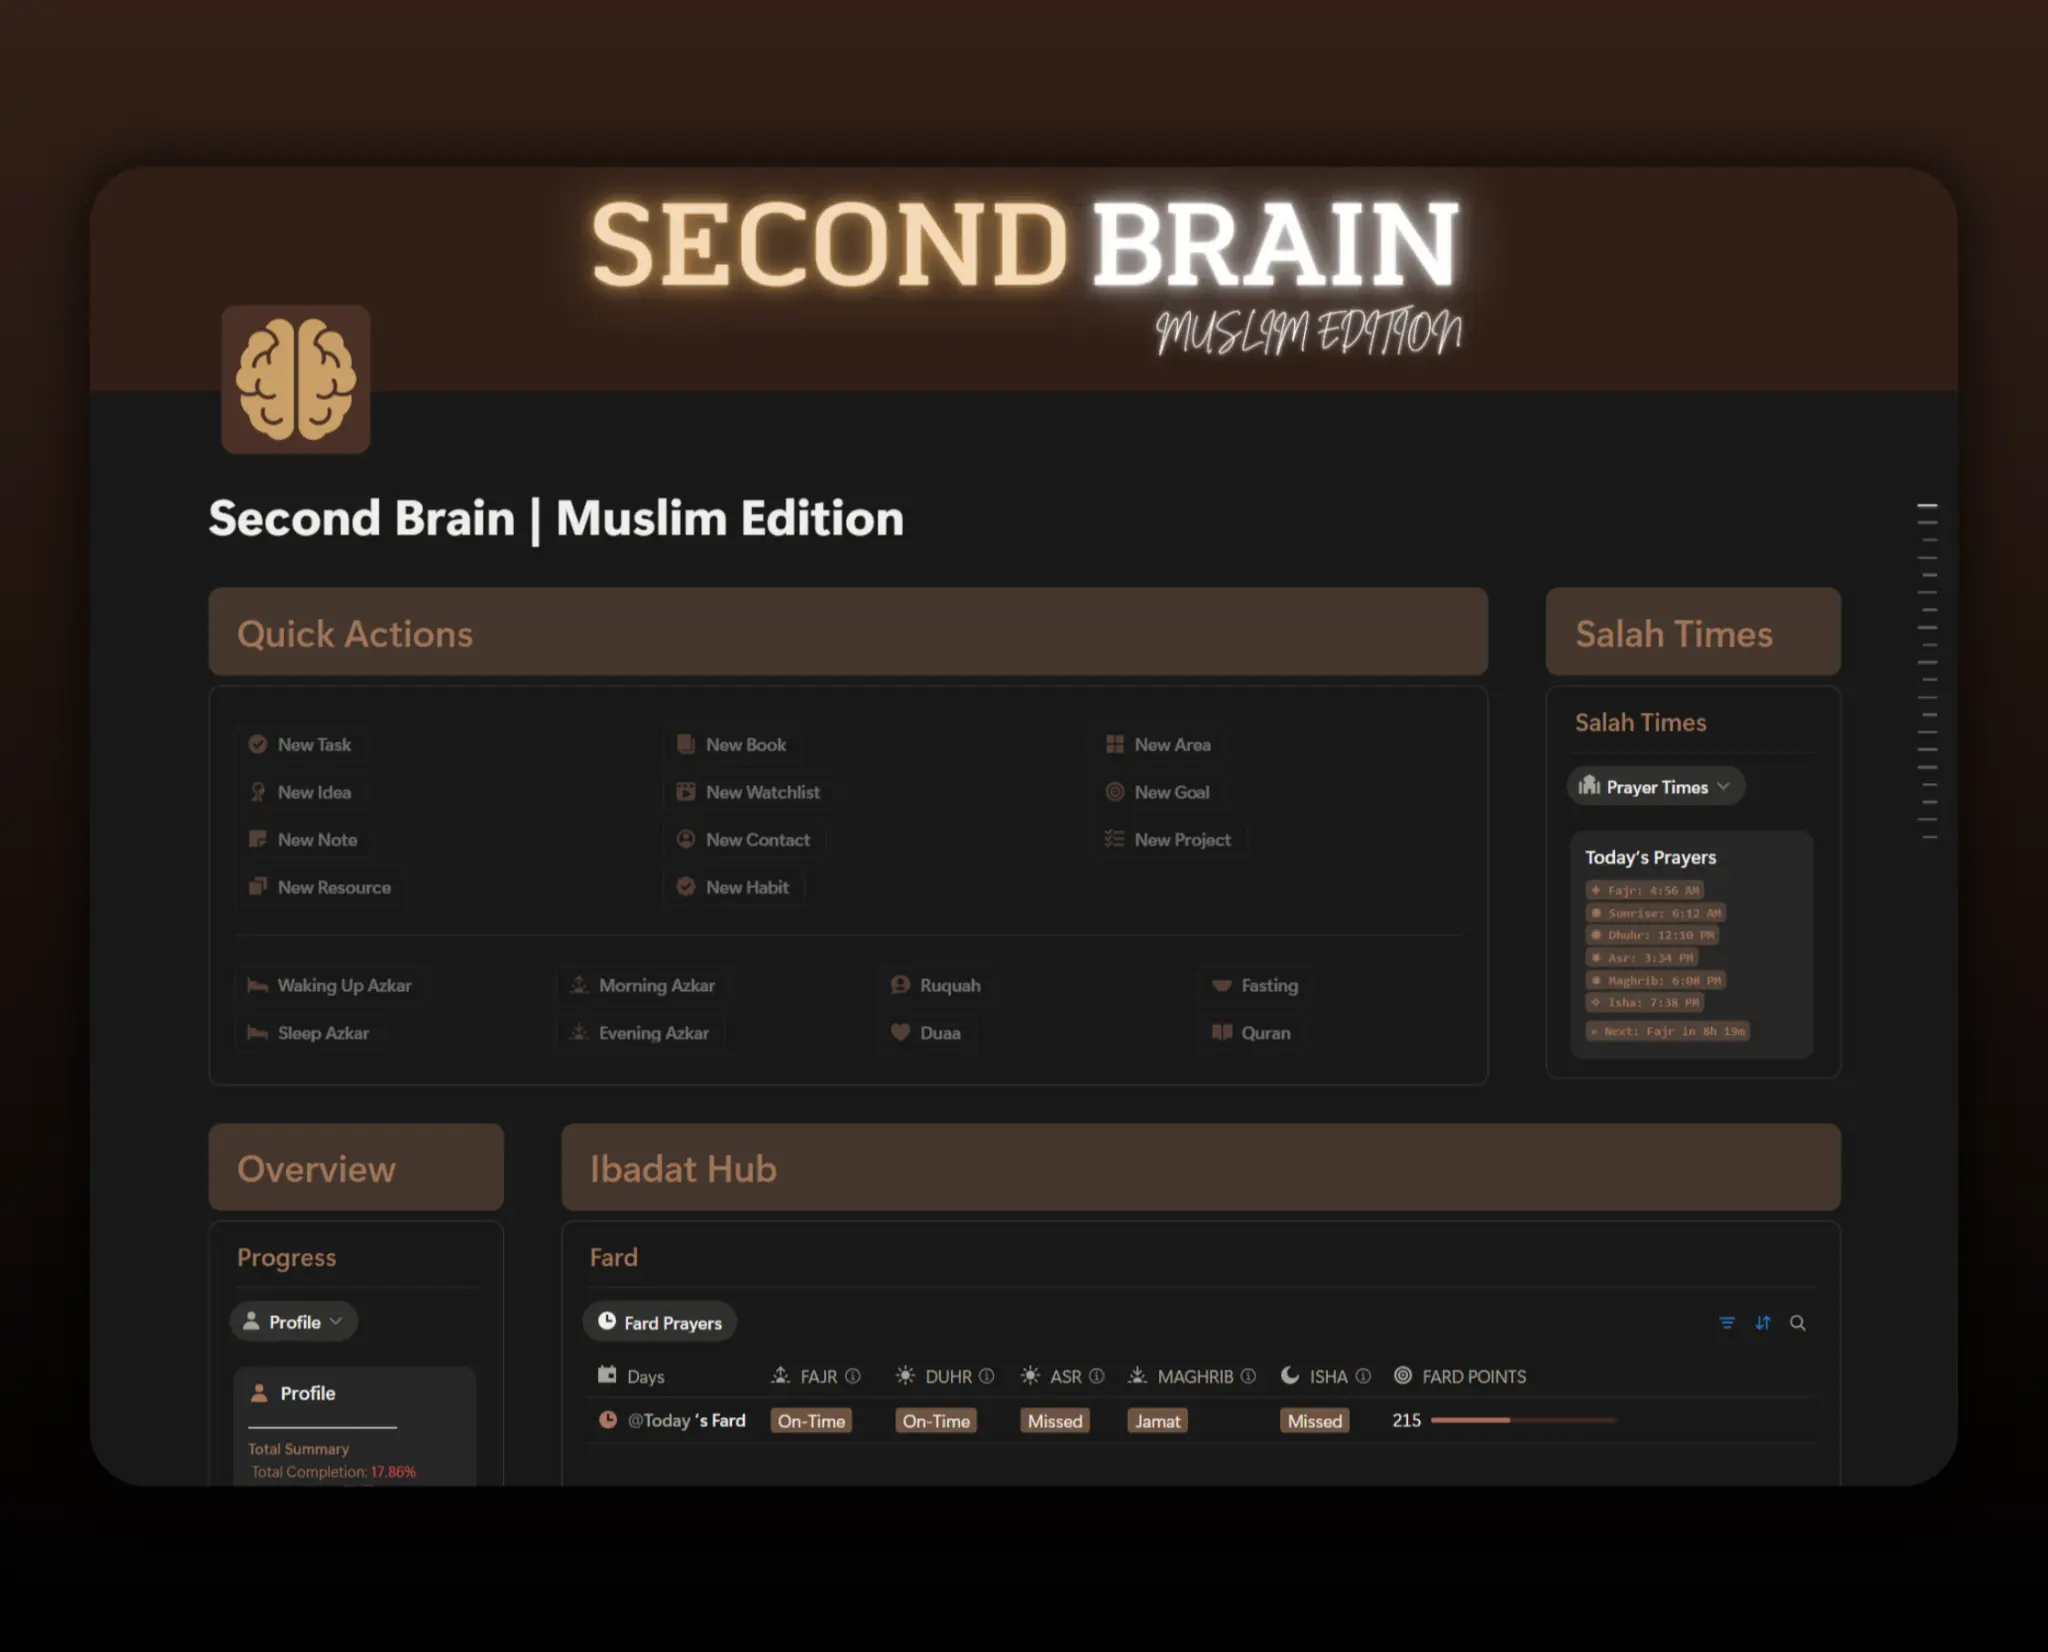 SECOND BRAIN
MUSLIM EDITION
Second Brain | Muslim Edition
Quick Actions
New Task
New Idea
New Note
New Resource
New Book
New Watchlist
New Contact
New Habit
New Area
New Goal
New Project
Waking Up Azkar
Sleep Azkar
Morning Azkar
Evening Azkar
Ruquah
Duaa
Fasting
Quran
Salah Times
Salah Times
Prayer Times
Today's Prayers
Fajr: 4:56 AM
Sunrise: 6:12 AM
Dhuhr: 12:10 PM
Asr: 3:34 PM
Maghrib: 6:08 PM
Isha: 7:38 PM
Next: Fajr in 8h 19m
Overview
Progress
Profile
Profile
Total Summary
Total Completion: 17.86%
Ibadat Hub
Fard
Fard Prayers
Days FAJR DUHR ASR MAGHRIB ISHA FARD POINTS
@Today 's Fard On-Time On-Time Missed Jamat Missed 215